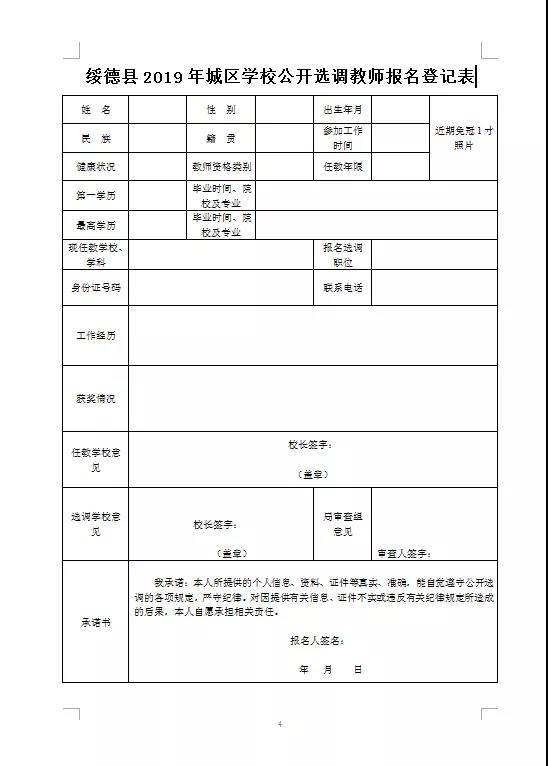 绥德县2019年城区学校公开选调教师报名登记表
姓 名
性 别
出生年月
近期免冠1寸
照片
民 族
籍 贯
参加工作
时间
健康状况
教师资格类别
任教年限
第一学历
毕业时间、院
校及专业
最高学历
毕业时间、院
校及专业
现任教学校、
学科
报名选调
职位
身份证号码
联系电话
工作经历
获奖情况
任教学校意
见
校长签字:
(盖章)
选调学校意
见
校长签字:
(盖章)
局审查组
意见
审查人签字:
承诺书
我承诺:本人所提供的个人信息、资料、证件等真实、准确,能自觉遵守公开选
调的各项规定,严守纪律。对因提供有关信息、证件不实或违反有关纪律规定所造成
的后果,本人自愿承担相关责任。
报名人签名:
年 月 日
4